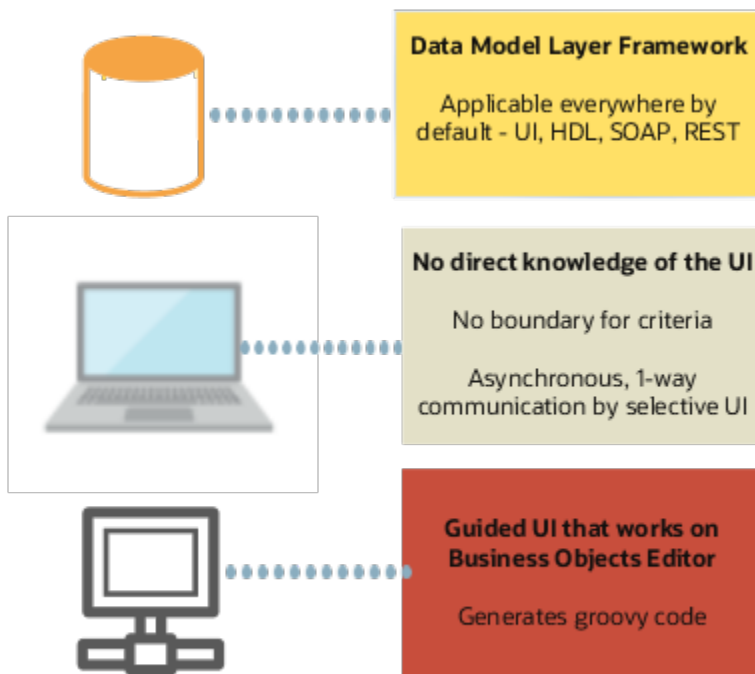 Data Model Layer Framework
Applicable everywhere by
default - UI, HDL, SOAP, REST
No direct knowledge of the UI
No boundary for criteria
Asynchronous, 1-way
communication by selective UI
Guided UI that works on
Business Objects Editor
Generates groovy code